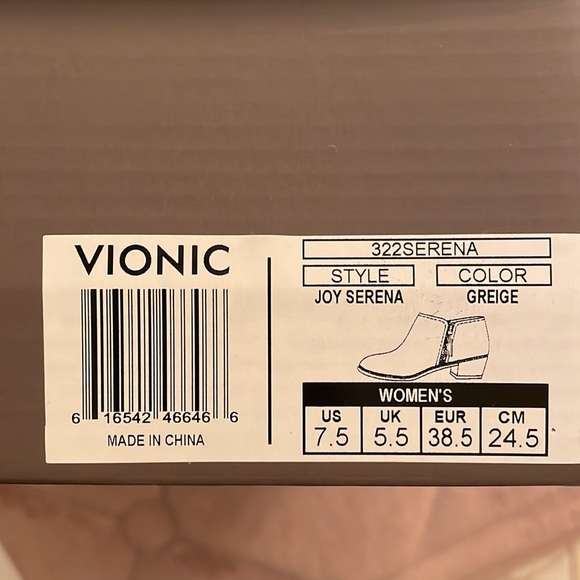 VIONIC
6 16542 46646 6
MADE IN CHINA
322SERENA
STYLE COLOR
JOY SERENA GREIGE
WOMEN'S
US UK EUR CM
7.5 5.5 38.5 24.5